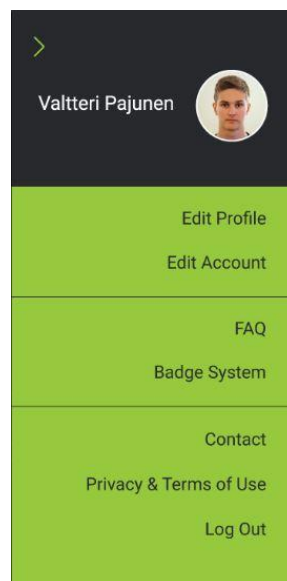 Valtteri Pajunen
Edit Profile
Edit Account
FAQ
Badge System
Contact
Privacy & Terms of Use
Log Out